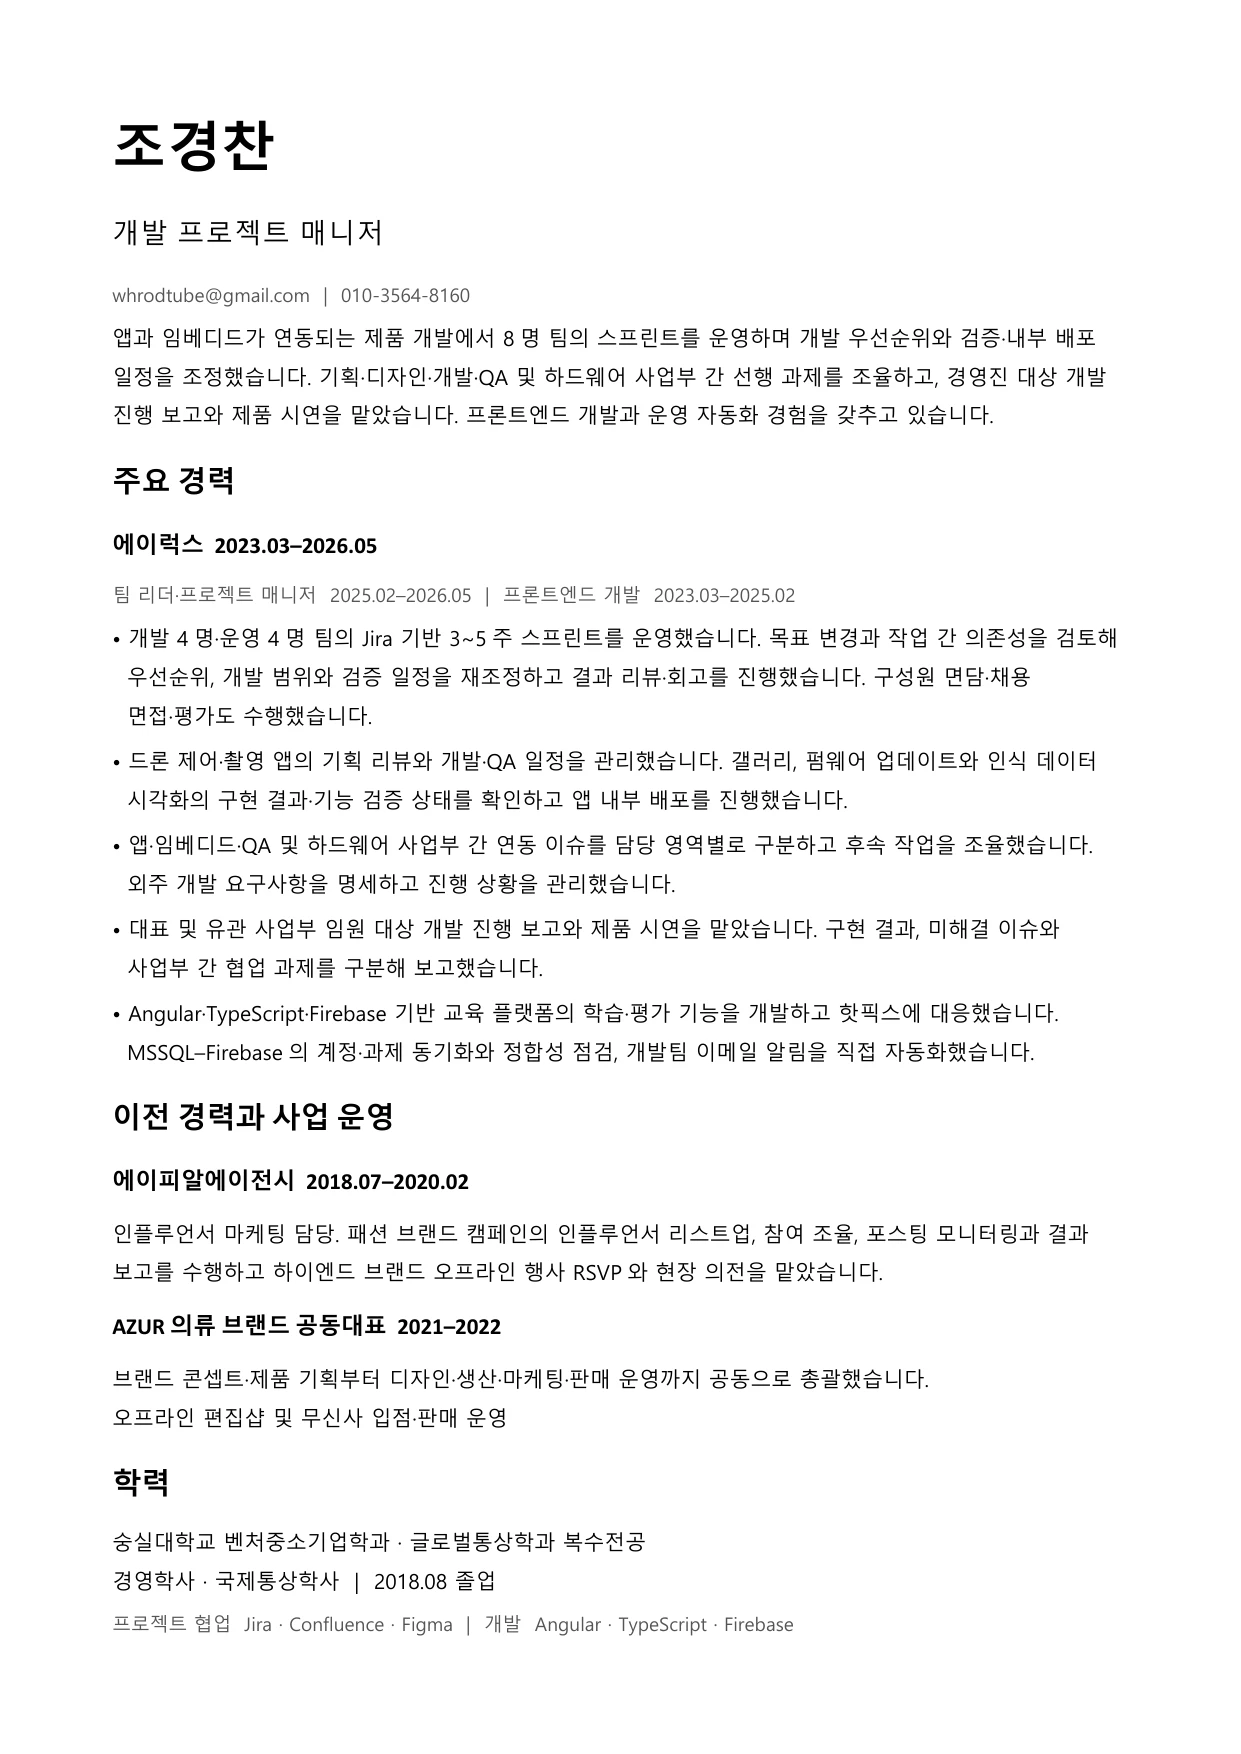 조경찬
개발 프로젝트 매니저
whrodtube@gmail.com | 010-3564-8160
앱과 임베디드가 연동되는 제품 개발에서 8 명 팀의 스프린트를 운영하며 개발 우선순위와 검증·내부 배포
일정을 조정했습니다. 기획·디자인·개발·QA 및 하드웨어 사업부 간 선행 과제를 조율하고, 경영진 대상 개발
진행 보고와 제품 시연을 맡았습니다. 프론트엔드 개발과 운영 자동화 경험을 갖추고 있습니다.
주요 경력
에이럭스 2023.03–2026.05
팀 리더·프로젝트 매니저 2025.02–2026.05 | 프론트엔드 개발 2023.03–2025.02
• 개발 4 명·운영 4 명 팀의 Jira 기반 3~5 주 스프린트를 운영했습니다. 목표 변경과 작업 간 의존성을 검토해
우선순위, 개발 범위와 검증 일정을 재조정하고 결과 리뷰·회고를 진행했습니다. 구성원 면담·채용
면접·평가도 수행했습니다.
• 드론 제어·촬영 앱의 기획 리뷰와 개발·QA 일정을 관리했습니다. 갤러리, 펌웨어 업데이트와 인식 데이터
시각화의 구현 결과·기능 검증 상태를 확인하고 앱 내부 배포를 진행했습니다.
• 앱·임베디드·QA 및 하드웨어 사업부 간 연동 이슈를 담당 영역별로 구분하고 후속 작업을 조율했습니다.
외주 개발 요구사항을 명세하고 진행 상황을 관리했습니다.
• 대표 및 유관 사업부 임원 대상 개발 진행 보고와 제품 시연을 맡았습니다. 구현 결과, 미해결 이슈와
사업부 간 협업 과제를 구분해 보고했습니다.
• Angular·TypeScript·Firebase 기반 교육 플랫폼의 학습·평가 기능을 개발하고 핫픽스에 대응했습니다.
MSSQL–Firebase 의 계정·과제 동기화와 정합성 점검, 개발팀 이메일 알림을 직접 자동화했습니다.
이전 경력과 사업 운영
에이피알에이전시 2018.07–2020.02
인플루언서 마케팅 담당. 패션 브랜드 캠페인의 인플루언서 리스트업, 참여 조율, 포스팅 모니터링과 결과
보고를 수행하고 하이엔드 브랜드 오프라인 행사 RSVP 와 현장 의전을 맡았습니다.
AZUR 의류 브랜드 공동대표 2021–2022
브랜드 콘셉트·제품 기획부터 디자인·생산·마케팅·판매 운영까지 공동으로 총괄했습니다.
오프라인 편집샵 및 무신사 입점·판매 운영
학력
숭실대학교 벤처중소기업학과 · 글로벌통상학과 복수전공
경영학사 · 국제통상학사 | 2018.08 졸업
프로젝트 협업 Jira · Confluence · Figma | 개발 Angular · TypeScript · Firebase